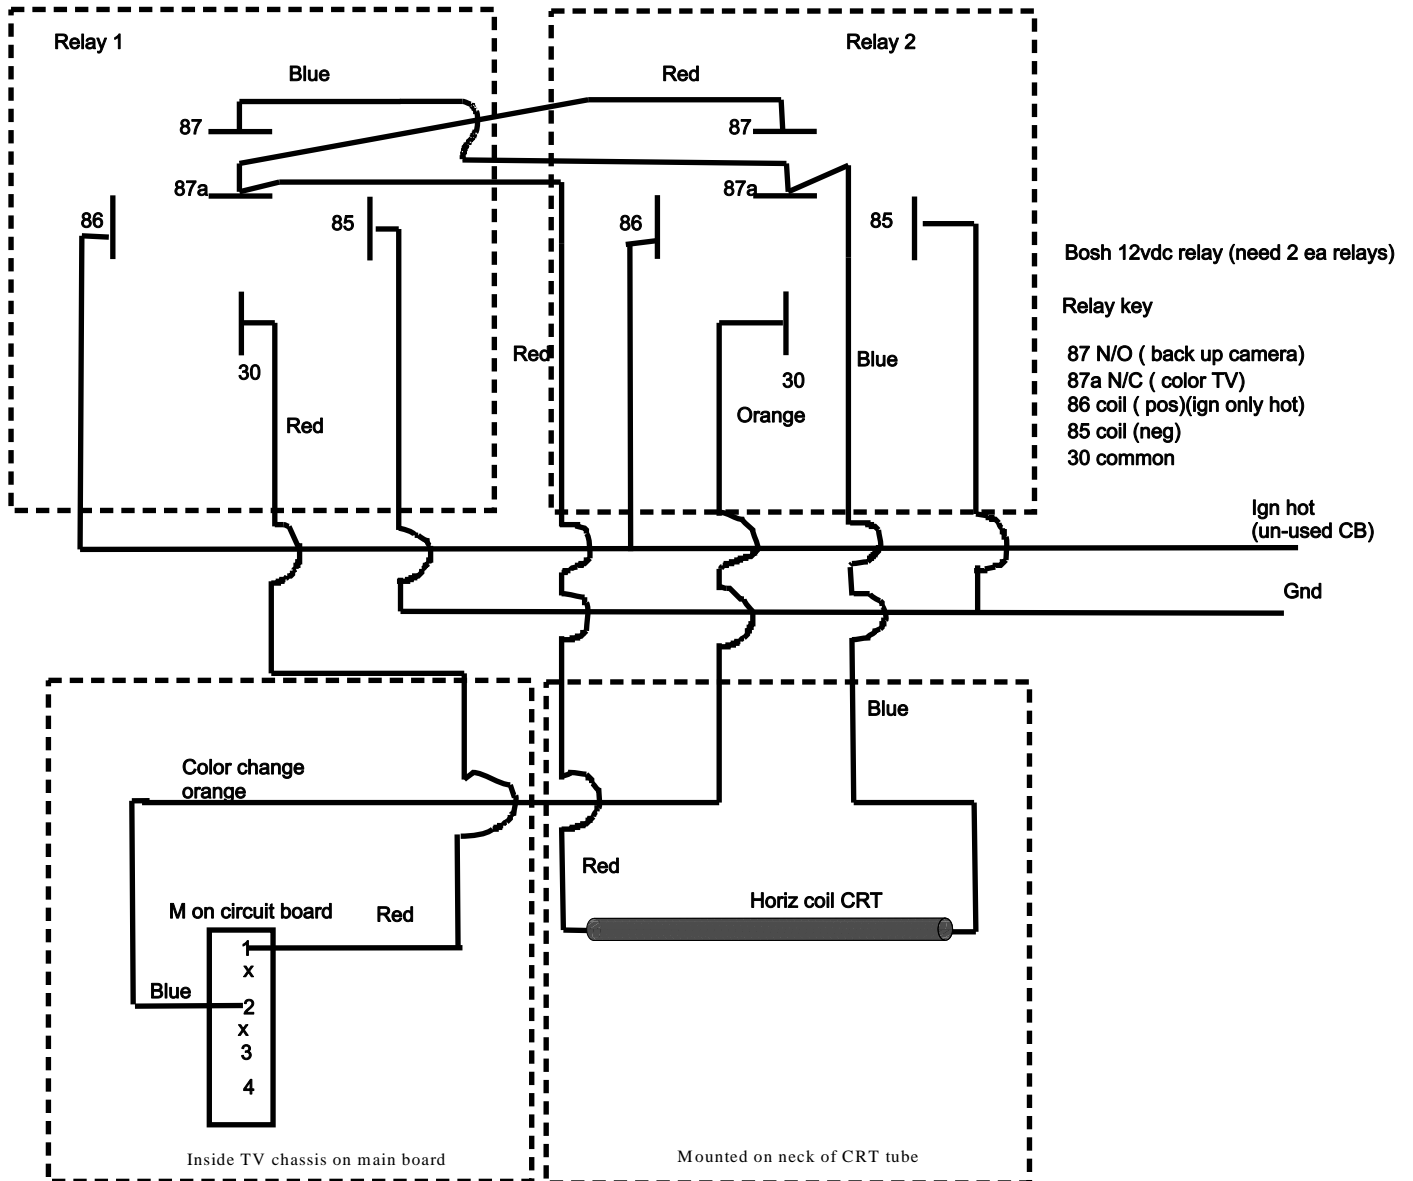 Relay 1
Relay 2
Blue
Red
87
87
87a
87a
86
85
86
85
Bosh 12vdc relay (need 2 ea relays)
Relay key
87 N/O ( back up camera)
87a N/C ( color TV)
86 coil ( pos)(ign only hot)
85 coil (neg)
30 common
Red
Blue
30
30
Orange
Red
Ign hot
(un-used CB)
Gnd
Blue
Color change
orange
Red
Horiz coil CRT
M on circuit board
Red
1
x
Blue
2
x
3
4
Inside TV chassis on main board
Mounted on neck of CRT tube